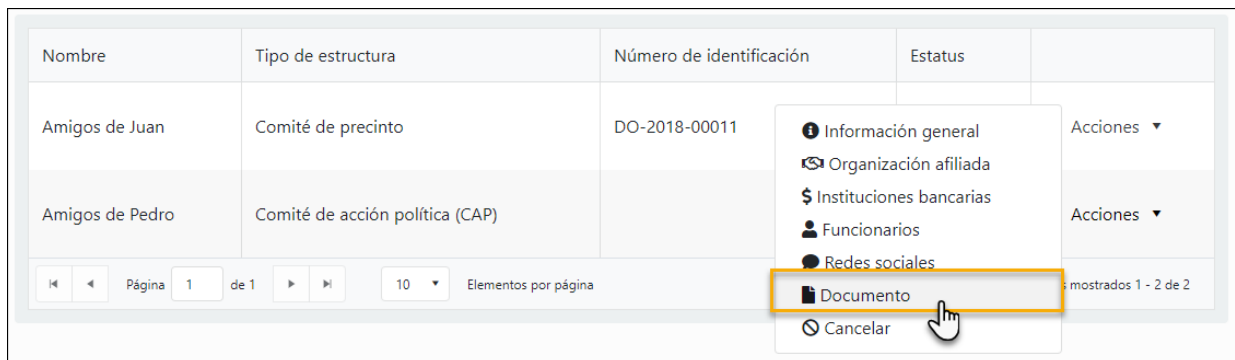 Nombre Tipo de estructura Número de identificación Estatus
Amigos de Juan Comité de precinto DO-2018-00011 Acciones
Información general
Organización afiliada
Instituciones bancarias
Amigos de Pedro Comité de acción política (CAP) Acciones
Funcionarios
Redes sociales
Página 1 de 1 10 Elementos por página mostrados 1 - 2 de 2
Documento
Cancelar